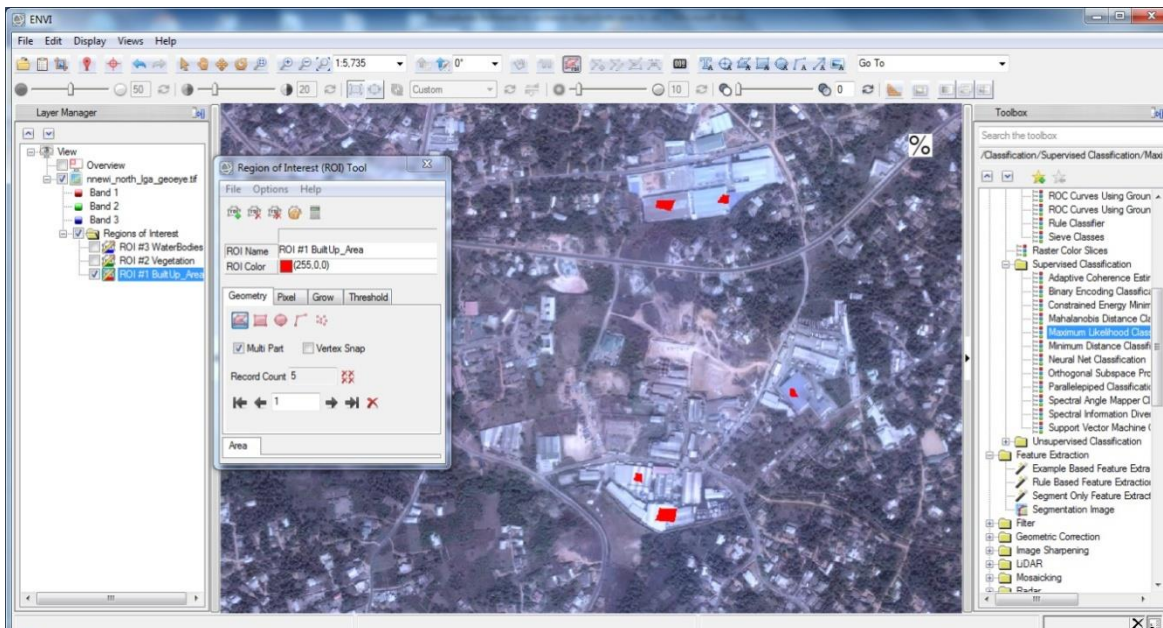 ENVI
File Edit Display Views Help
1:5,735 0° Go To
50 20 Custom 10 0
Layer Manager
View
Overview
nnewi_north_lga_geoeye.tif
Band 1
Band 2
Band 3
Regions of Interest
ROI #3 WaterBodies
ROI #2 Vegetation
ROI #1 BuiltUp_Area
Region of Interest (ROI) Tool
File Options Help
ROI Name ROI #1 BuiltUp_Area
ROI Color (255,0,0)
Geometry Pixel Grow Threshold
Multi Part Vertex Snap
Record Count 5
1
Area
%
Toolbox
Search the toolbox
/Classification/Supervised Classification/Maxi
ROC Curves Using Groun
ROC Curves Using Groun
Rule Classifier
Sieve Classes
Raster Color Slices
Supervised Classification
Adaptive Coherence Estir
Binary Encoding Classifica
Constrained Energy Minir
Mahalanobis Distance Cla
Maximum Likelihood Class
Minimum Distance Classifi
Neural Net Classification
Orthogonal Subspace Pro
Parallelepiped Classificatic
Spectral Angle Mapper Cl
Spectral Information Diver
Support Vector Machine C
Unsupervised Classification
Feature Extraction
Example Based Feature Extra
Rule Based Feature Extraction
Segment Only Feature Extract
Segmentation Image
Filter
Geometric Correction
Image Sharpening
LiDAR
Mosaicking
Radar